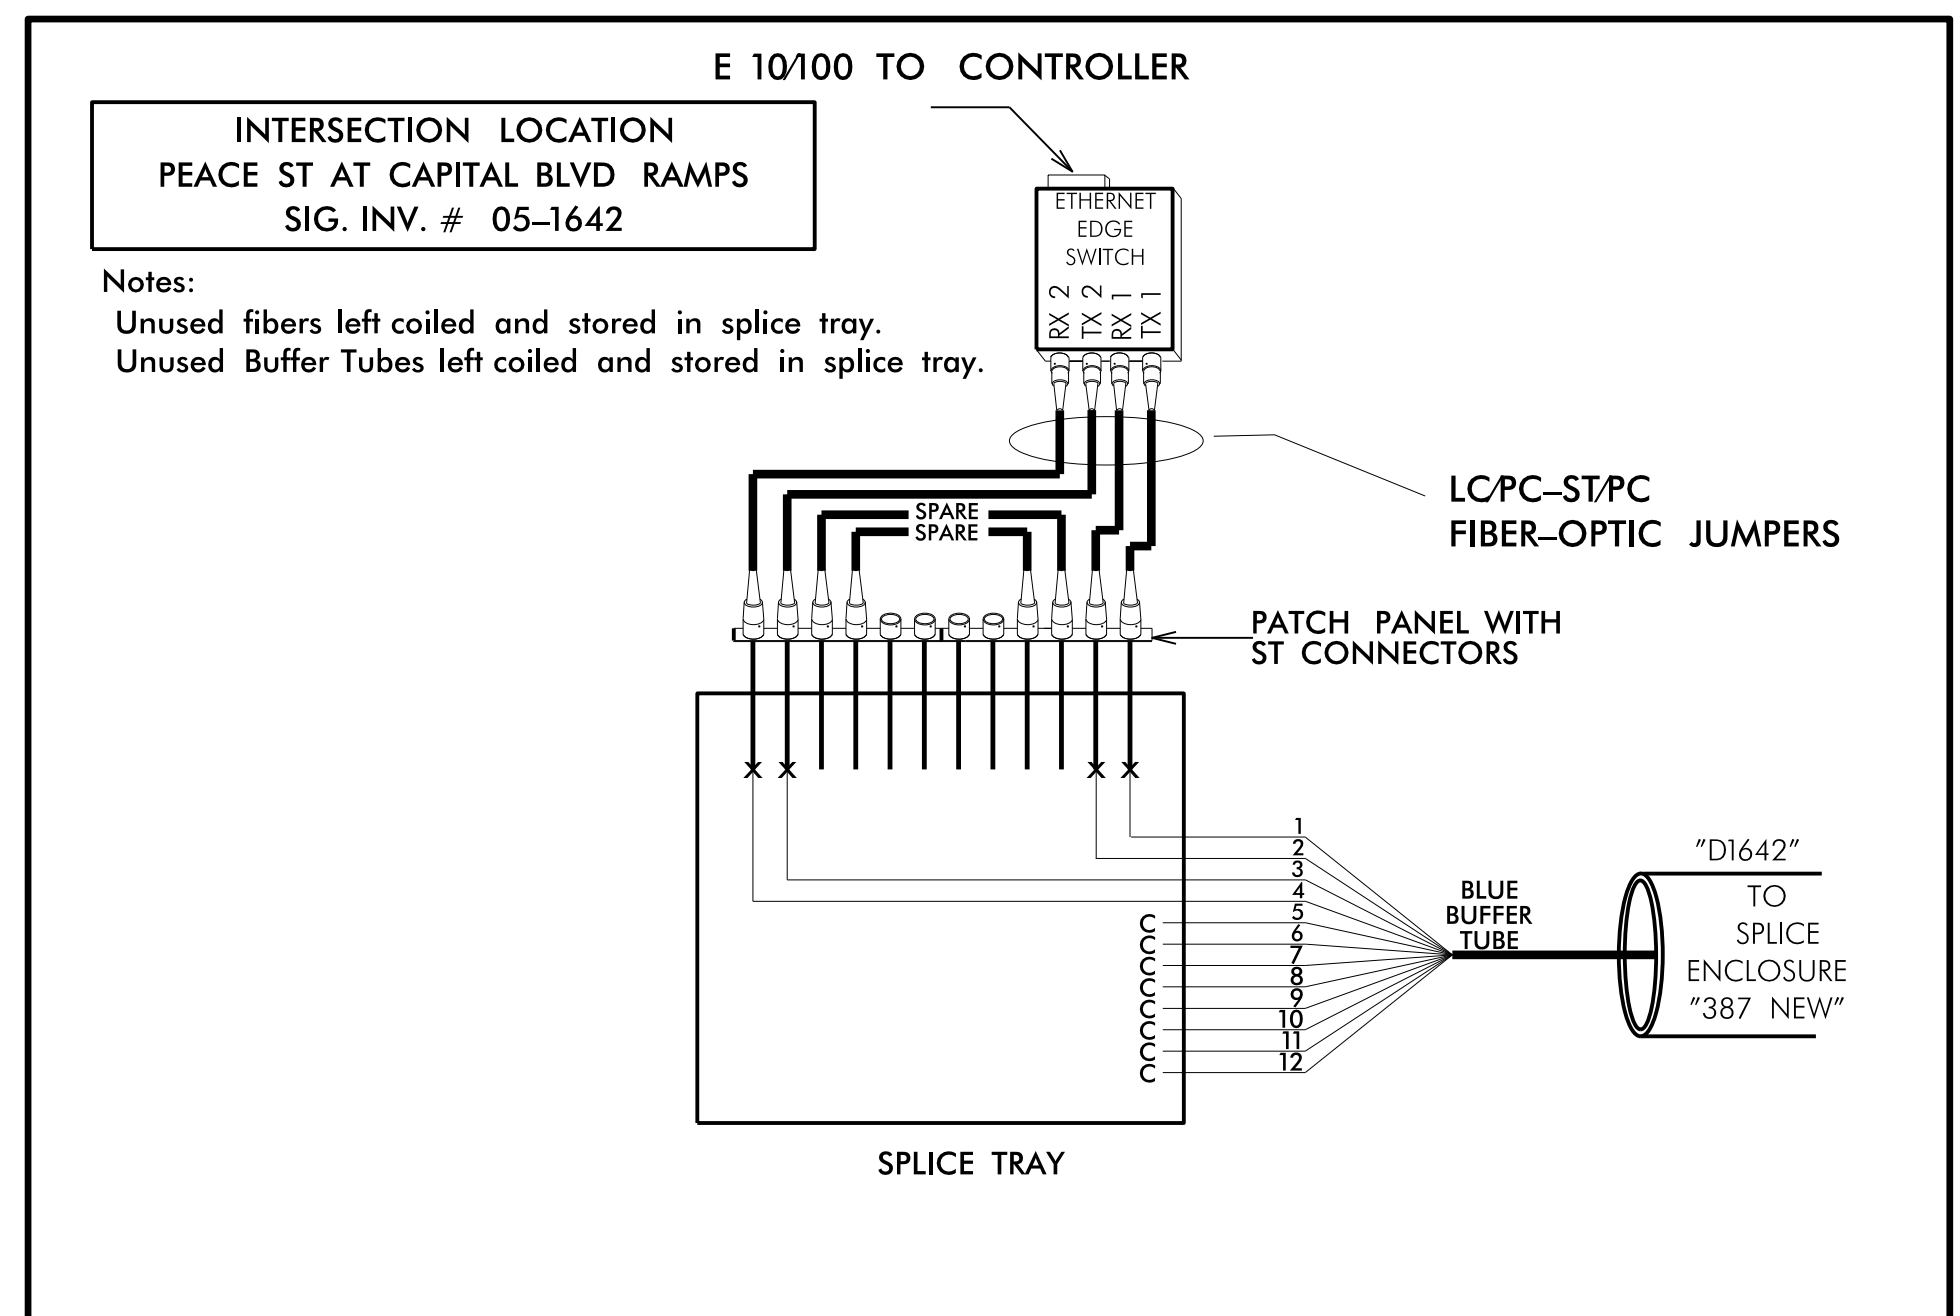 E 10/100 TO CONTROLLER
INTERSECTION LOCATION
PEACE ST AT CAPITAL BLVD RAMPS
SIG. INV. # 05-1642
Notes:
Unused fibers left coiled and stored in splice tray.
Unused Buffer Tubes left coiled and stored in splice tray.
ETHERNET
EDGE
SWITCH
RX 2
TX 2
RX 1
TX 1
LC/PC-ST/PC
FIBER-OPTIC JUMPERS
SPARE
SPARE
PATCH PANEL WITH
ST CONNECTORS
X X X X
1
2
3
4
C 5
C 6
C 7
C 8
C 9
C 10
C 11
C 12
BLUE
BUFFER
TUBE
"D1642"
TO
SPLICE
ENCLOSURE
"387 NEW"
SPLICE TRAY